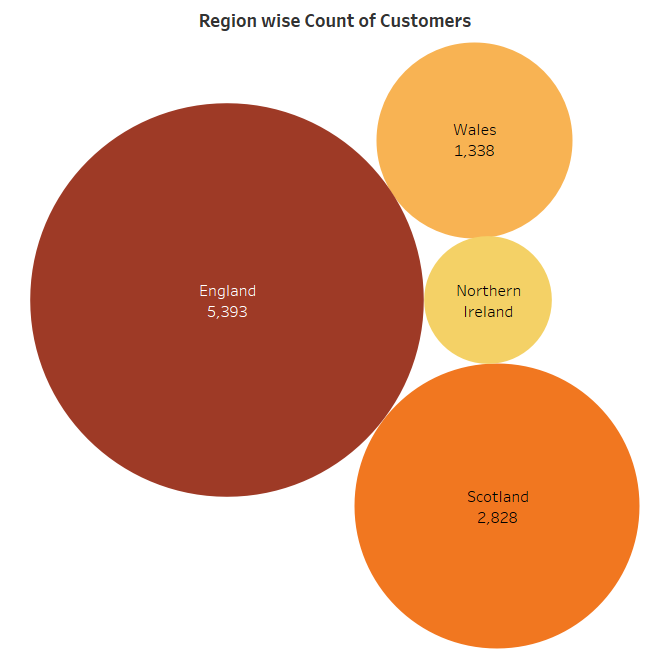 Region wise Count of Customers
Wales
1,338
England
5,393
Northern
Ireland
Scotland
2,828